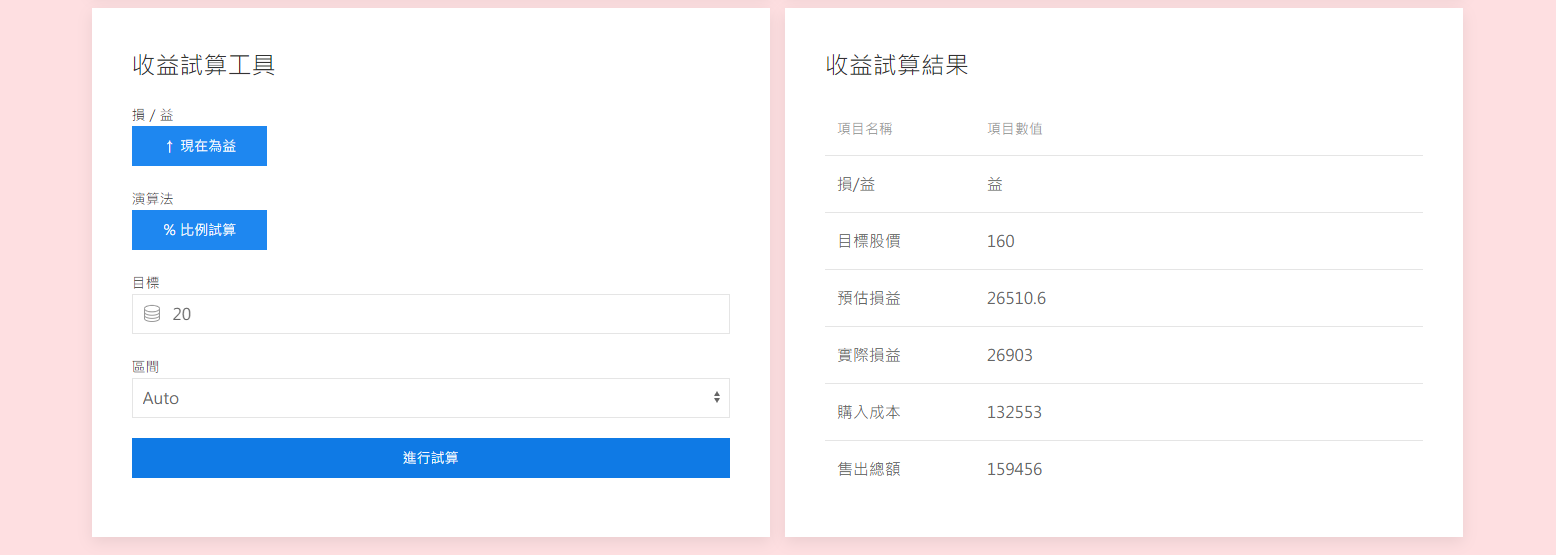 收益試算工具
損 / 益
↑ 現在為益
演算法
% 比例試算
目標
20
區間
Auto
進行試算
收益試算結果
項目名稱 項目數值
損/益 益
目標股價 160
預估損益 26510.6
實際損益 26903
購入成本 132553
售出總額 159456